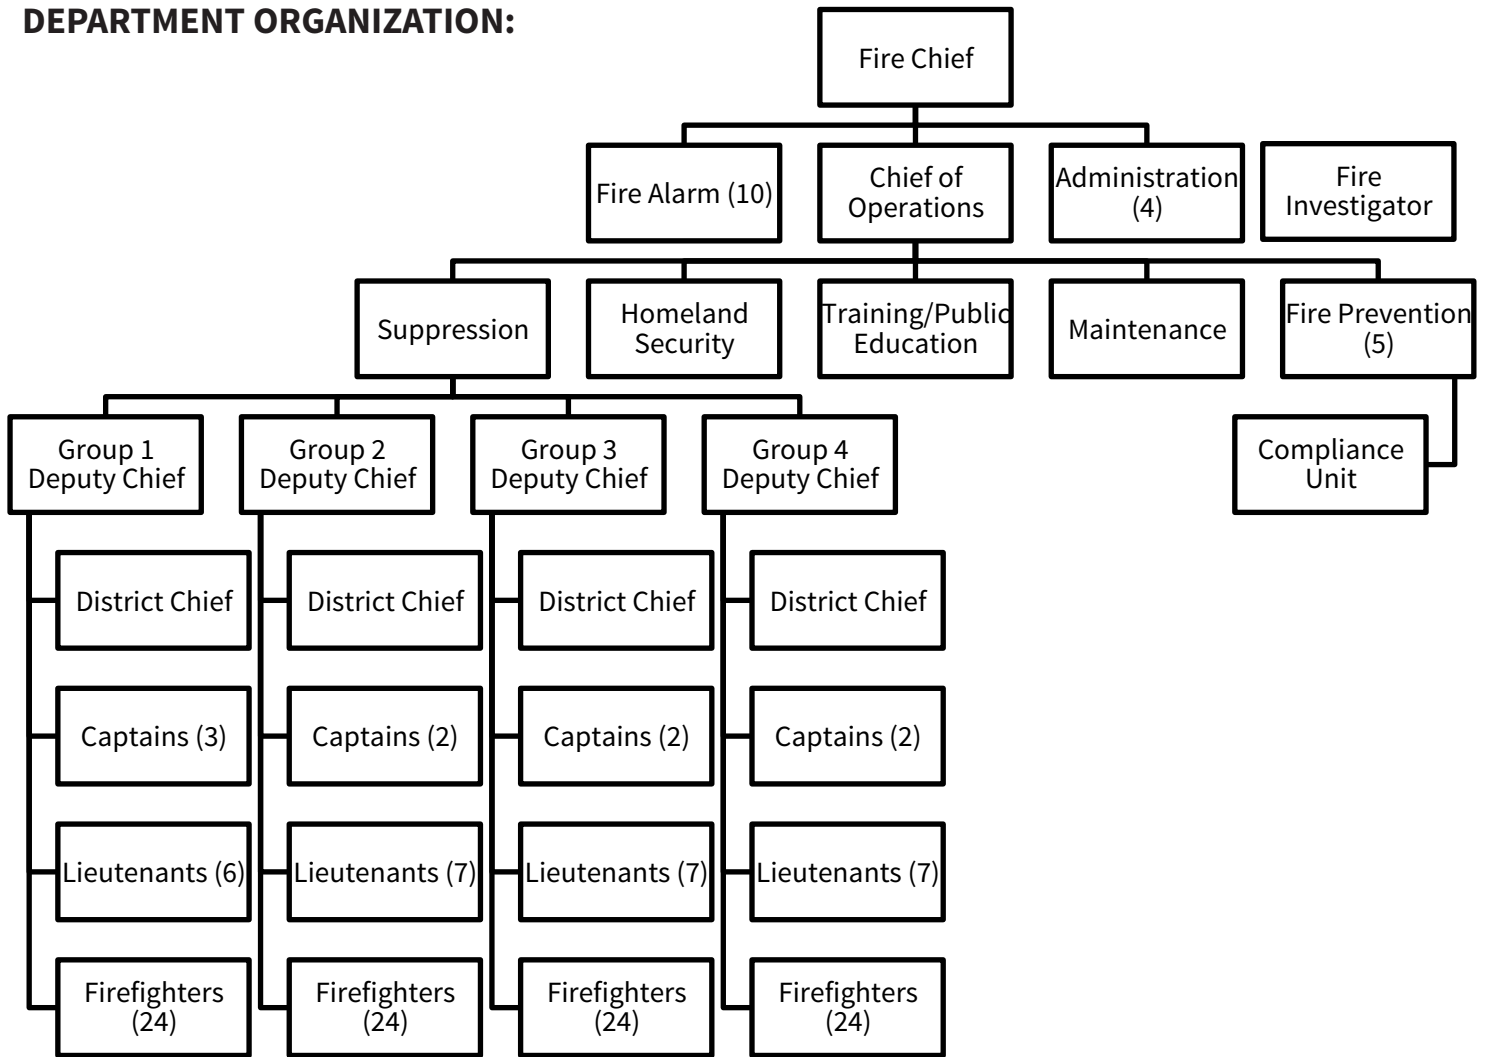 DEPARTMENT ORGANIZATION:
Fire Chief
Fire Alarm (10)
Chief of
Operations
Administration
(4)
Fire
Investigator
Suppression
Homeland
Security
Training/Public
Education
Maintenance
Fire Prevention
(5)
Group 1
Deputy Chief
Group 2
Deputy Chief
Group 3
Deputy Chief
Group 4
Deputy Chief
Compliance
Unit
District Chief
District Chief
District Chief
District Chief
Captains (3)
Captains (2)
Captains (2)
Captains (2)
Lieutenants (6)
Lieutenants (7)
Lieutenants (7)
Lieutenants (7)
Firefighters
(24)
Firefighters
(24)
Firefighters
(24)
Firefighters
(24)